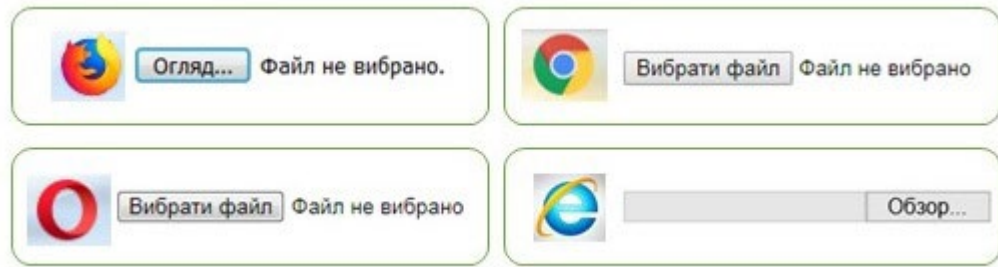 Огляд... Файл не вибрано.
Вибрати файл Файл не вибрано
Вибрати файл Файл не вибрано
Обзор...